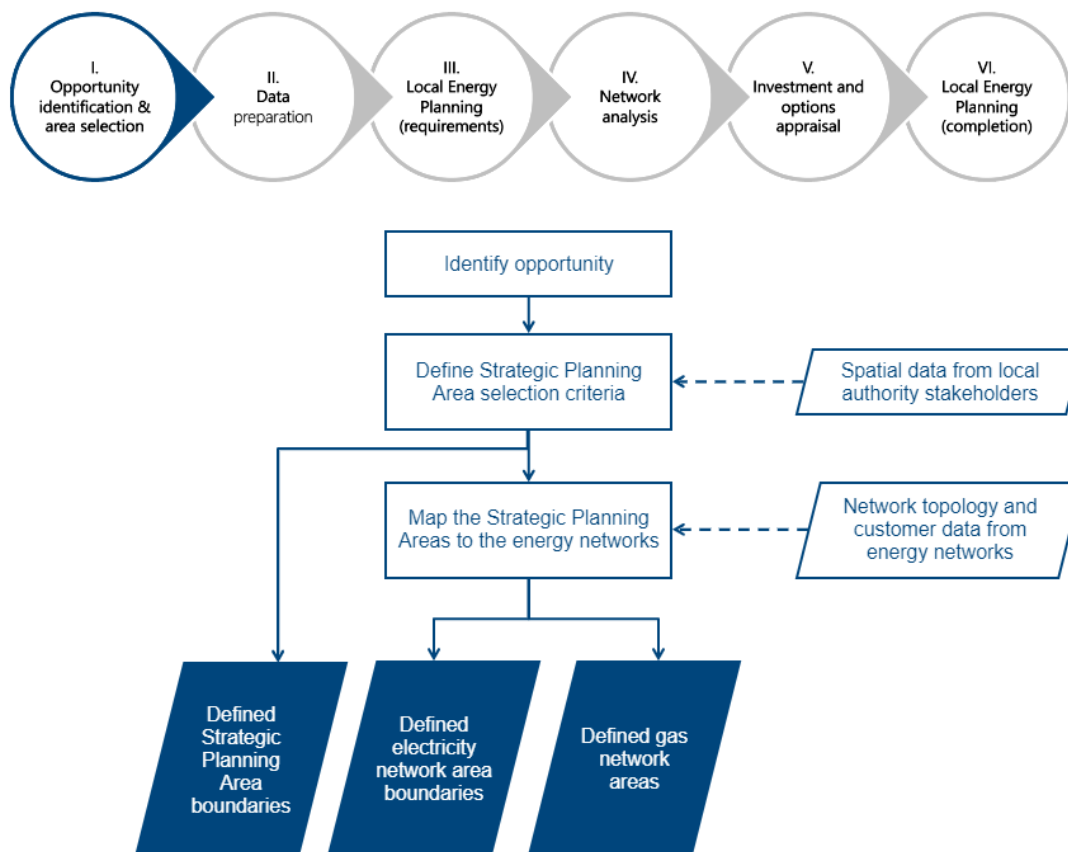 I.
Opportunity
identification &
area selection
II.
Data
preparation
III.
Local Energy
Planning
(requirements)
IV.
Network
analysis
V.
Investment and
options
appraisal
VI.
Local Energy
Planning
(completion)
Identify opportunity
Define Strategic Planning
Area selection criteria
Spatial data from local
authority stakeholders
Map the Strategic Planning
Areas to the energy networks
Network topology and
customer data from
energy networks
Defined
Strategic
Planning
Area
boundaries
Defined
electricity
network area
boundaries
Defined gas
network
areas